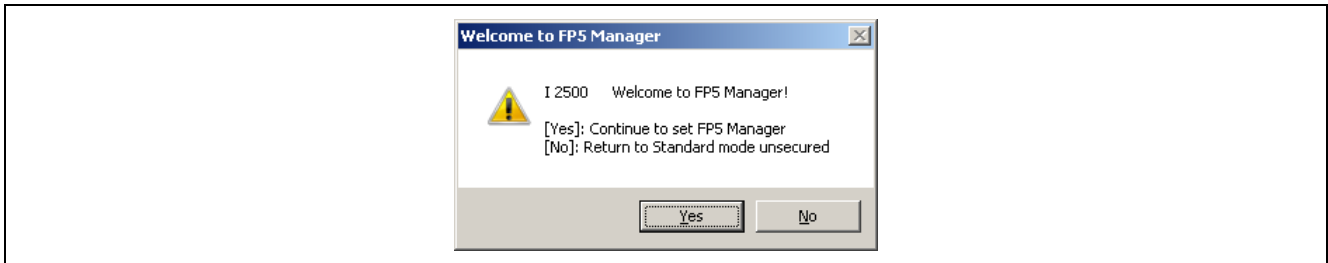 Welcome to FP5 Manager
I 2500 Welcome to FP5 Manager!
[Yes]: Continue to set FP5 Manager
[No]: Return to Standard mode unsecured
Yes No